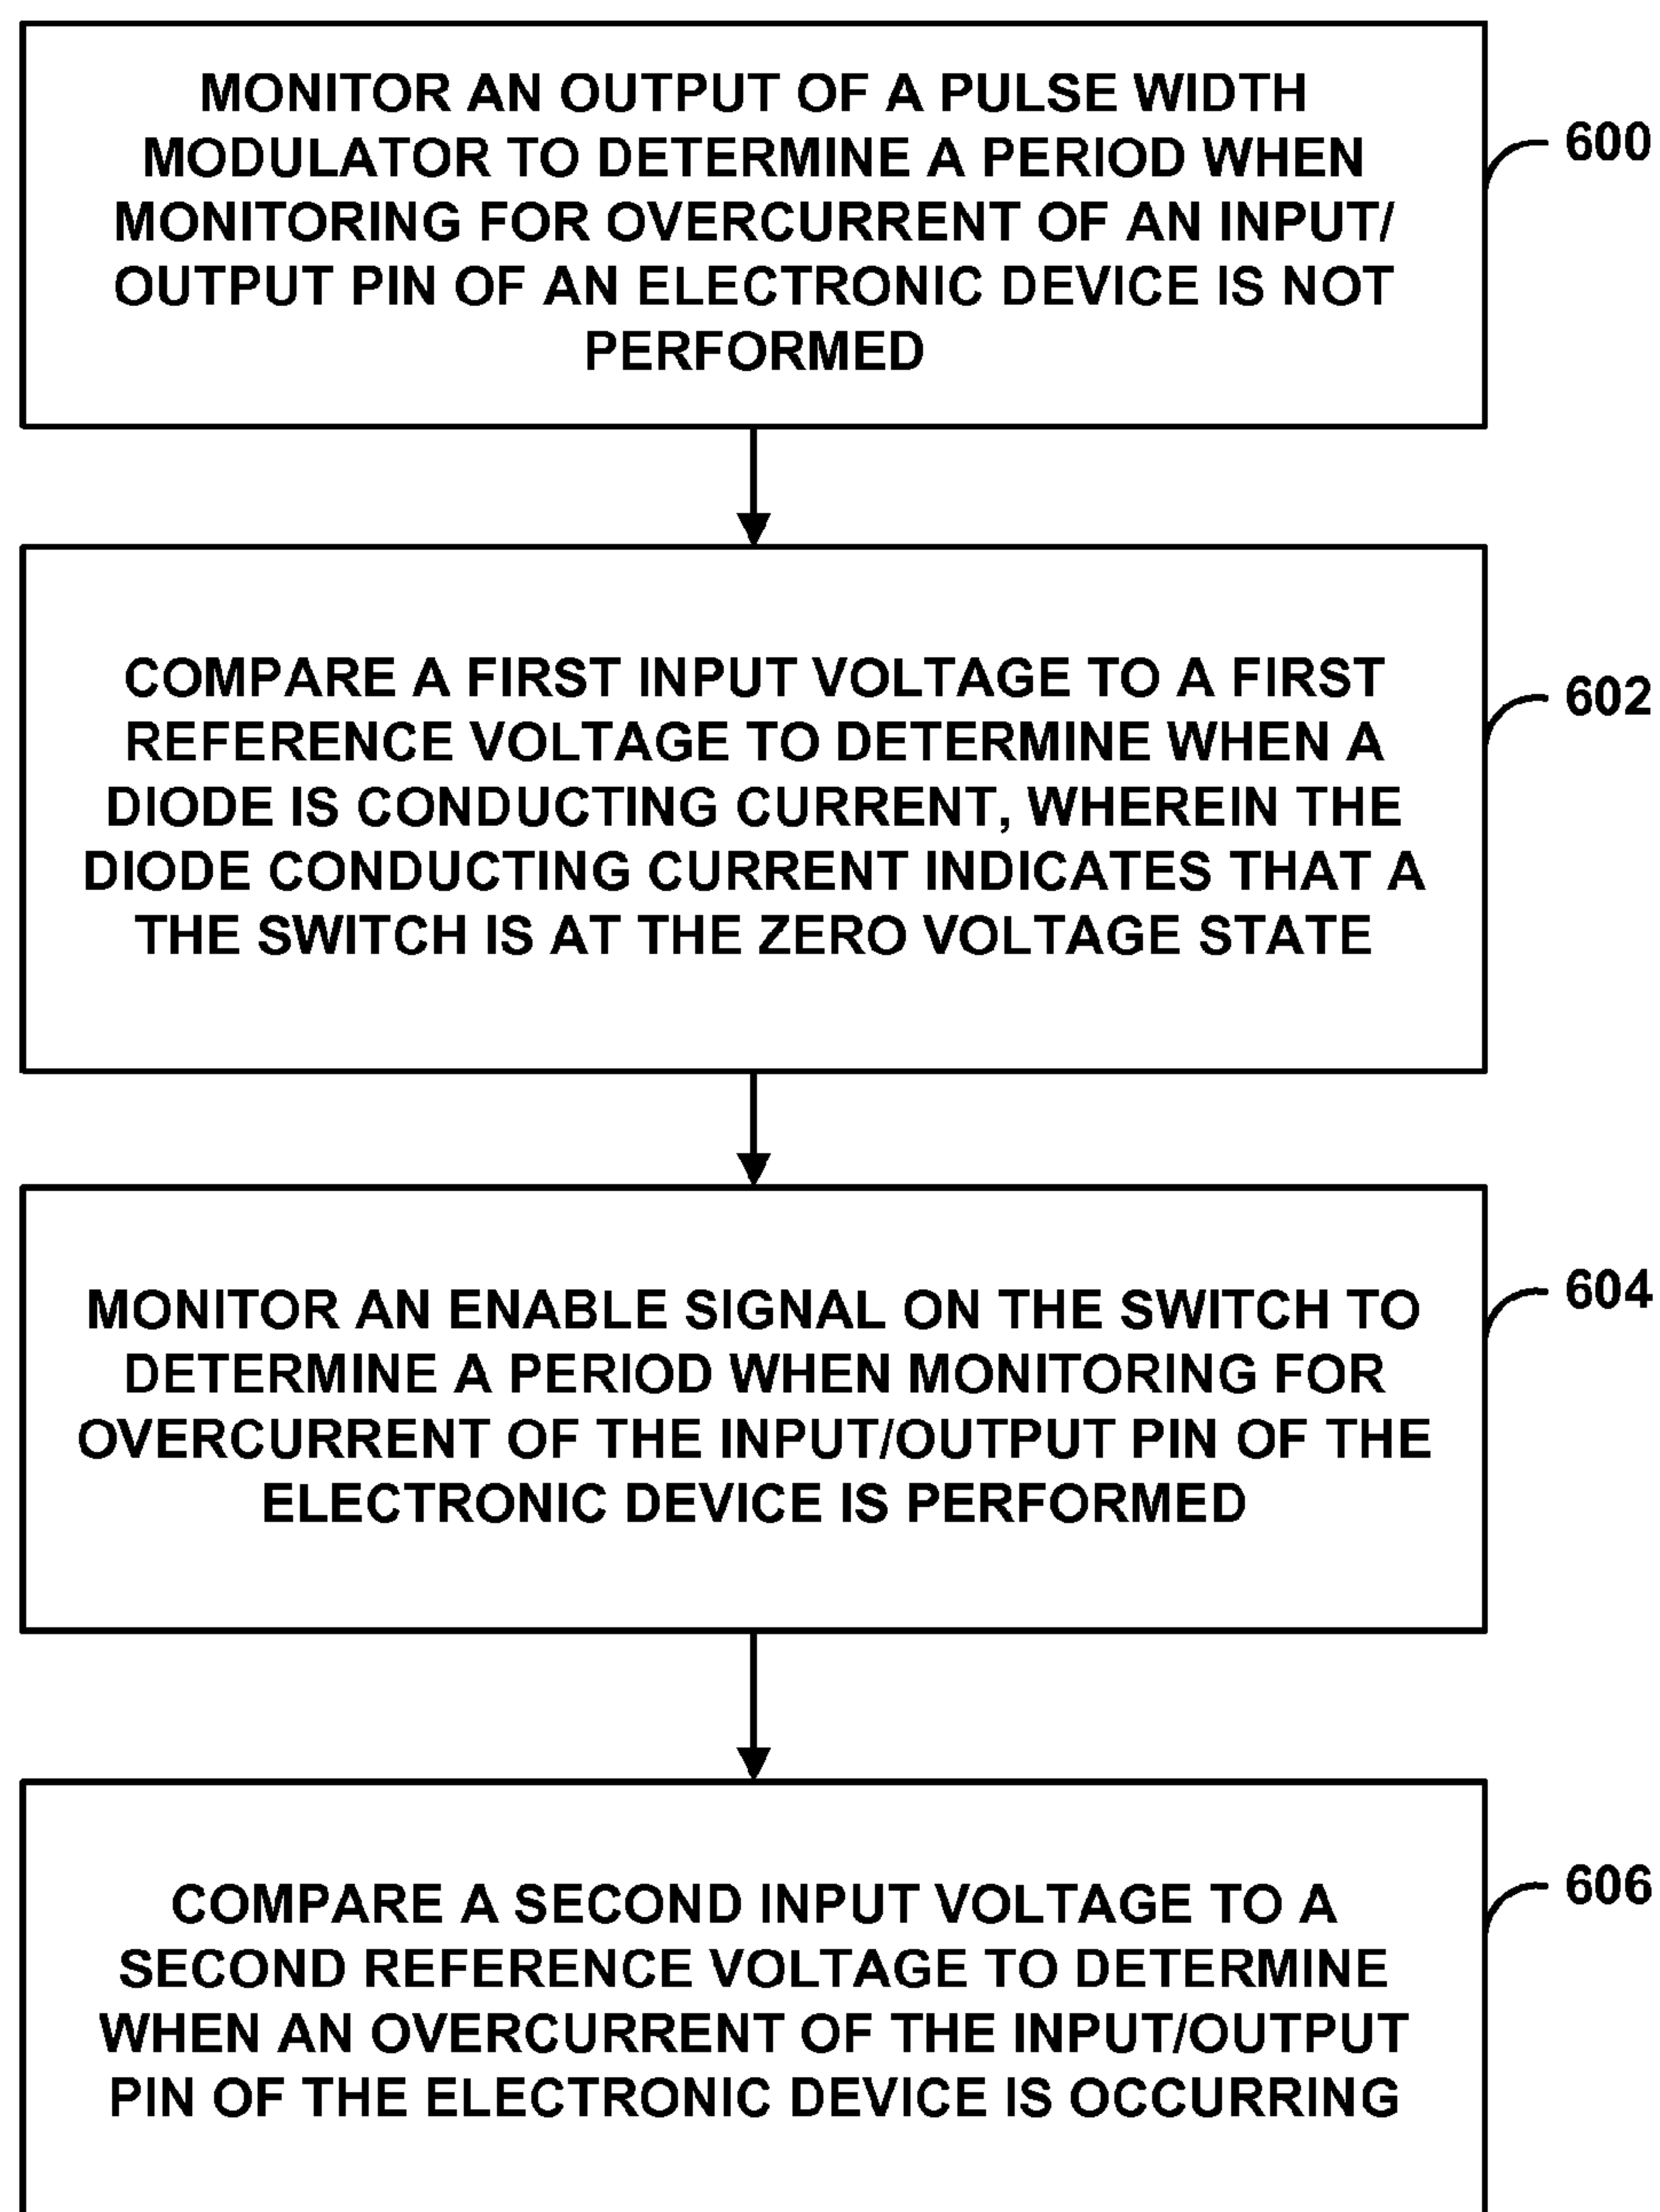 MONITOR AN OUTPUT OF A PULSE WIDTH
MODULATOR TO DETERMINE A PERIOD WHEN
MONITORING FOR OVERCURRENT OF AN INPUT/
OUTPUT PIN OF AN ELECTRONIC DEVICE IS NOT
PERFORMED
600
COMPARE A FIRST INPUT VOLTAGE TO A FIRST
REFERENCE VOLTAGE TO DETERMINE WHEN A
DIODE IS CONDUCTING CURRENT, WHEREIN THE
DIODE CONDUCTING CURRENT INDICATES THAT A
THE SWITCH IS AT THE ZERO VOLTAGE STATE
602
MONITOR AN ENABLE SIGNAL ON THE SWITCH TO
DETERMINE A PERIOD WHEN MONITORING FOR
OVERCURRENT OF THE INPUT/OUTPUT PIN OF THE
ELECTRONIC DEVICE IS PERFORMED
604
COMPARE A SECOND INPUT VOLTAGE TO A
SECOND REFERENCE VOLTAGE TO DETERMINE
WHEN AN OVERCURRENT OF THE INPUT/OUTPUT
PIN OF THE ELECTRONIC DEVICE IS OCCURRING
606